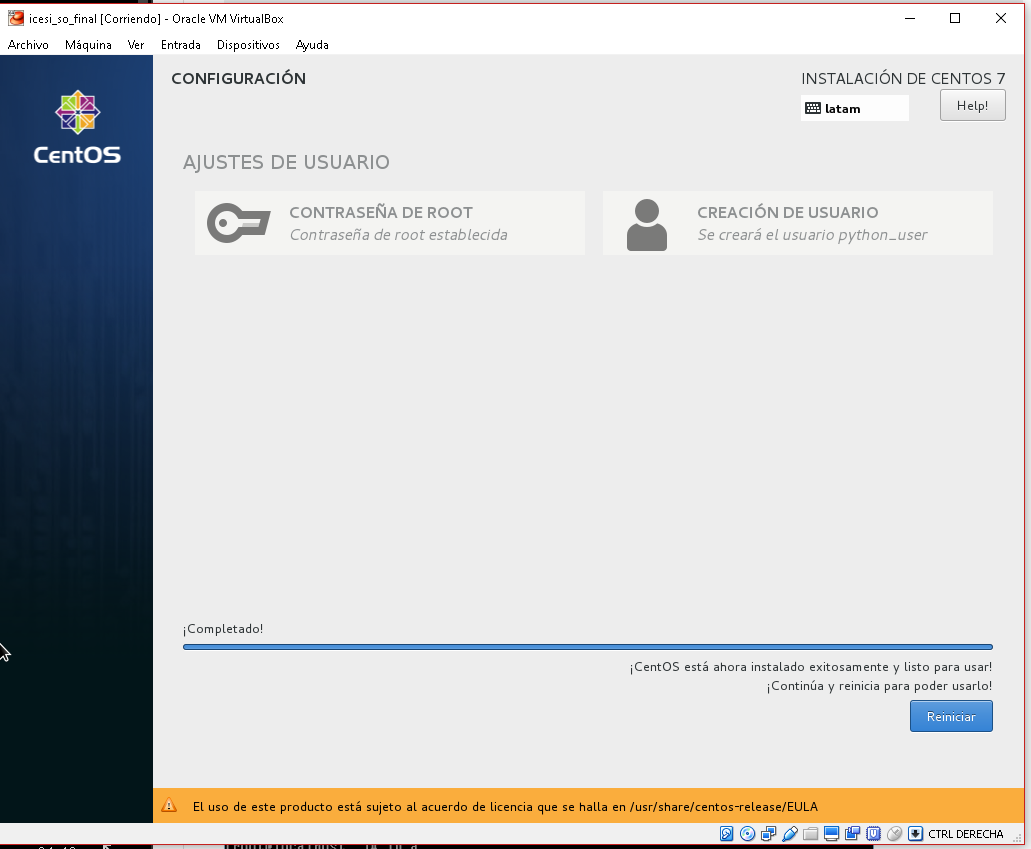 icesi_so_final [Corriendo] - Oracle VM VirtualBox
Archivo Máquina Ver Entrada Dispositivos Ayuda
CentOS
CONFIGURACIÓN
INSTALACIÓN DE CENTOS 7
latam
Help!
AJUSTES DE USUARIO
CONTRASEÑA DE ROOT
Contraseña de root establecida
CREACIÓN DE USUARIO
Se creará el usuario python_user
¡Completado!
¡CentOS está ahora instalado exitosamente y listo para usar!
¡Continúa y reinicia para poder usarlo!
Reiniciar
El uso de este producto está sujeto al acuerdo de licencia que se halla en /usr/share/centos-release/EULA
CTRL DERECHA